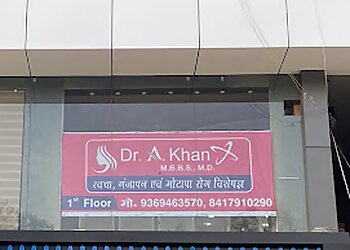 Dr. A. Khan
M.B.B.S., M.D.
त्वचा, गंजापन एवं मोटापा रोग विशेषज्ञ
1st Floor मो. 9369463570, 8417910290